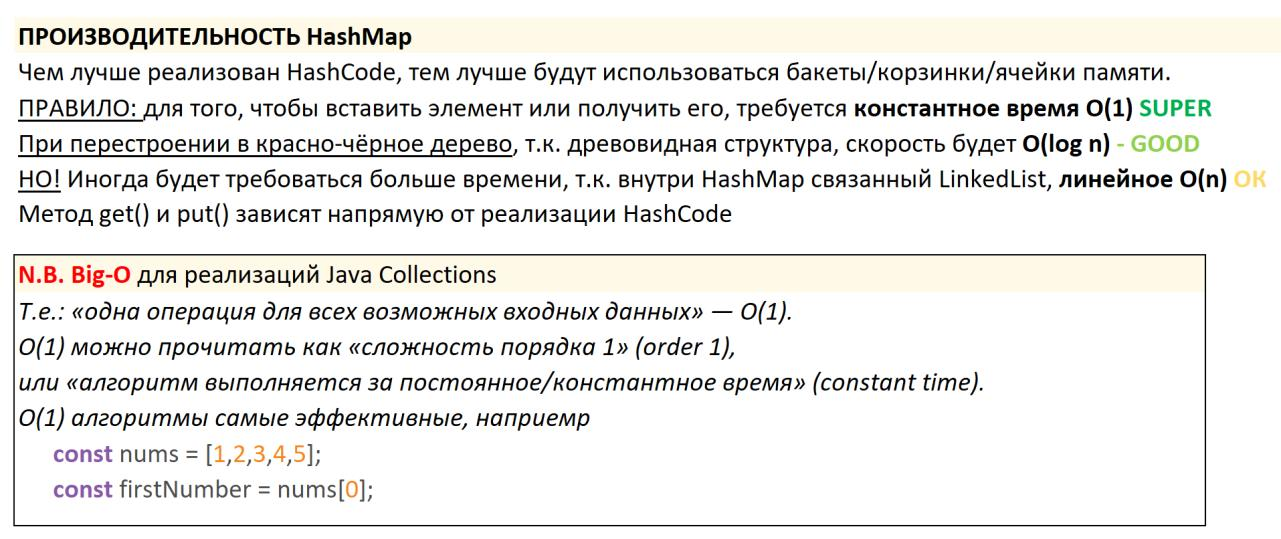 ПРОИЗВОДИТЕЛЬНОСТЬ HashMap
Чем лучше реализован HashCode, тем лучше будут использоваться бакеты/корзинки/ячейки памяти.
ПРАВИЛО: для того, чтобы вставить элемент или получить его, требуется константное время O(1) SUPER
При перестроении в красно-чёрное дерево, т.к. древовидная структура, скорость будет O(log n) - GOOD
НО! Иногда будет требоваться больше времени, т.к. внутри HashMap связанный LinkedList, линейное O(n) OK
Метод get() и put() зависят напрямую от реализации HashCode
N.B. Big-O для реализаций Java Collections
Т.е.: «одна операция для всех возможных входных данных» — O(1).
O(1) можно прочитать как «сложность порядка 1» (order 1),
или «алгоритм выполняется за постоянное/константное время» (constant time).
O(1) алгоритмы самые эффективные, наприемр
const nums = [1,2,3,4,5];
const firstNumber = nums[0];